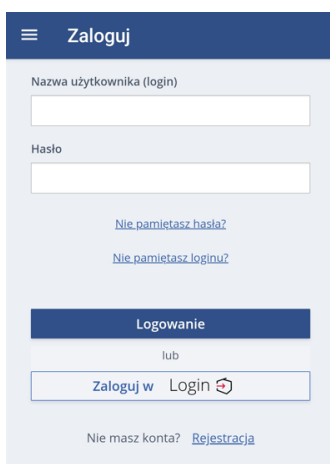 Zaloguj
Nazwa użytkownika (login)
Hasło
Nie pamiętasz hasła?
Nie pamiętasz loginu?
Logowanie
lub
Zaloguj w Login
Nie masz konta? Rejestracja